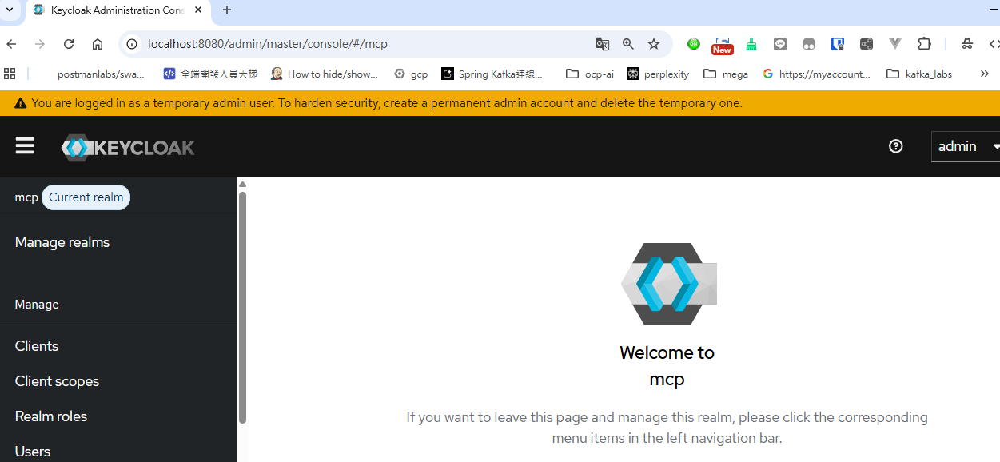 Keycloak Administration Cons
localhost:8080/admin/master/console/#/mcp
ON
New
postmanlabs/swa...
全端開發人員天梯
How to hide/show...
gcp
Spring Kafka連線...
ocp-ai
perplexity
mega
https://myaccount...
kafka_labs
You are logged in as a temporary admin user. To harden security, create a permanent admin account and delete the temporary one.
KEYCLOAK
admin
mcp Current realm
Manage realms
Manage
Clients
Client scopes
Realm roles
Users
Welcome to
mcp
If you want to leave this page and manage this realm, please click the corresponding
menu items in the left navigation bar.